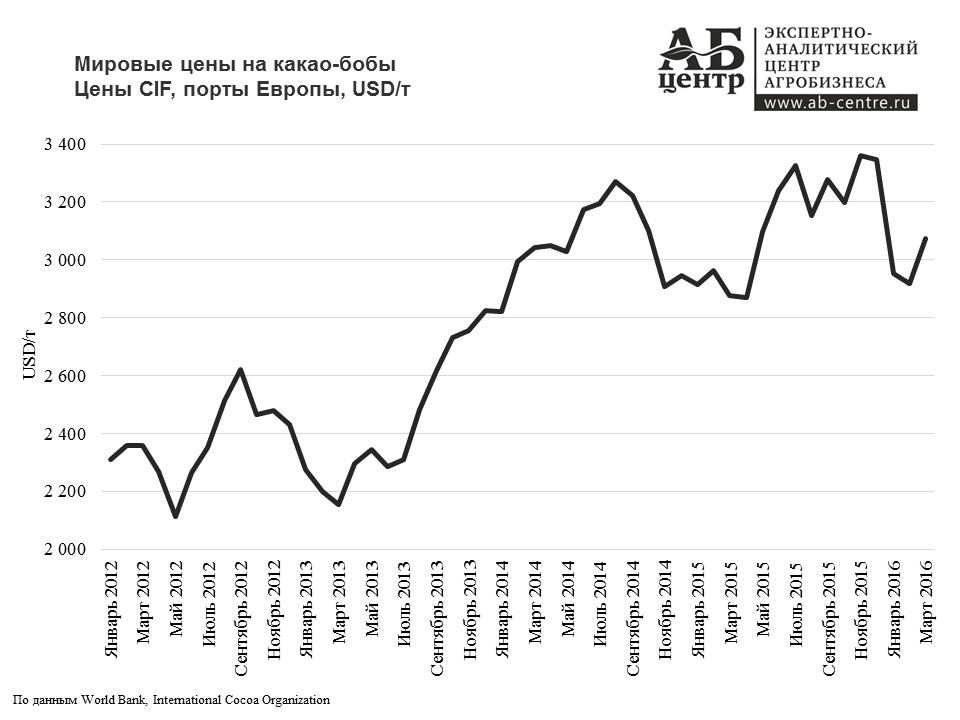 Мировые цены на какао-бобы
Цены CIF, порты Европы, USD/т
АБ
центр
ЭКСПЕРТНО-
АНАЛИТИЧЕСКИЙ
ЦЕНТР
АГРОБИЗНЕСА
www.ab-centre.ru
3 400
3 200
3 000
2 800
2 600
2 400
2 200
2 000
USD/т
Январь 2012
Март 2012
Май 2012
Июль 2012
Сентябрь 2012
Ноябрь 2012
Январь 2013
Март 2013
Май 2013
Июль 2013
Сентябрь 2013
Ноябрь 2013
Январь 2014
Март 2014
Май 2014
Июль 2014
Сентябрь 2014
Ноябрь 2014
Январь 2015
Март 2015
Май 2015
Июль 2015
Сентябрь 2015
Ноябрь 2015
Январь 2016
Март 2016
По данным World Bank, International Cocoa Organization